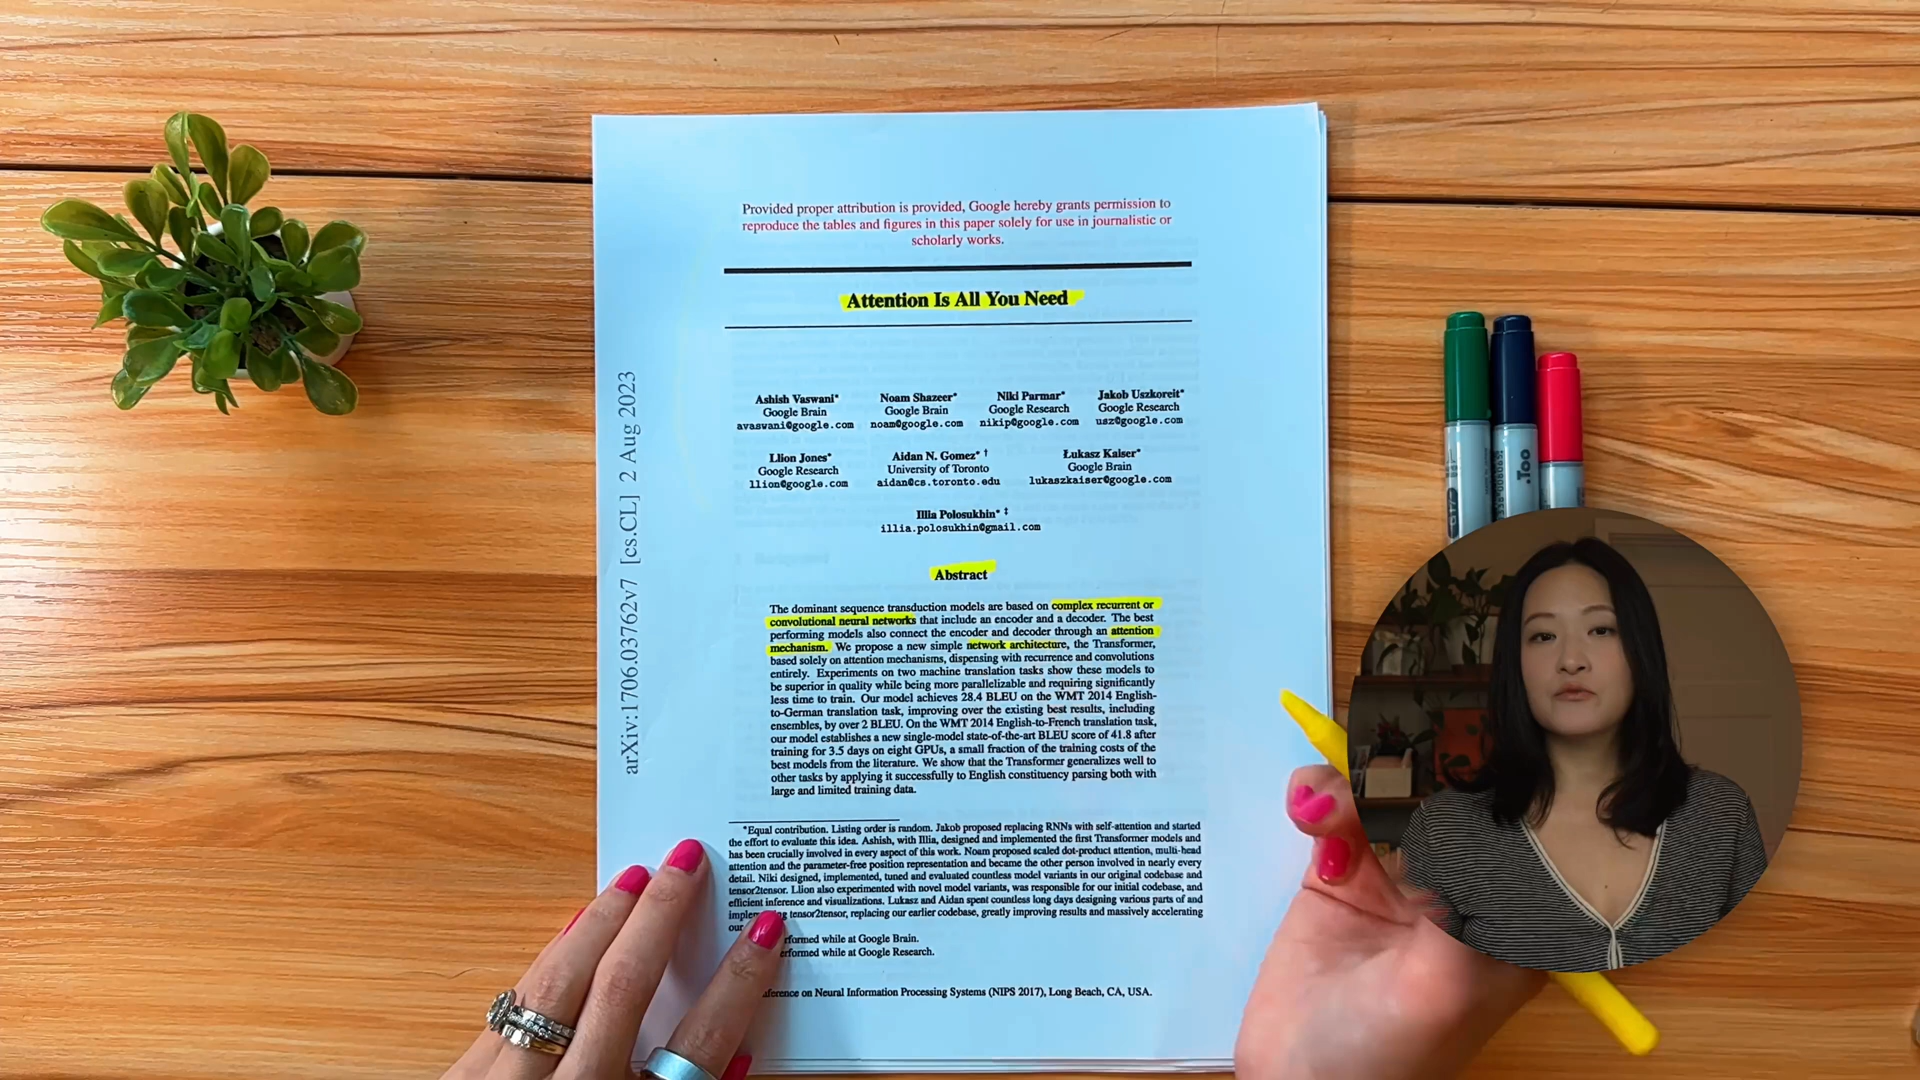 Provided proper attribution is provided, Google hereby grants permission to
reproduce the tables and figures in this paper solely for use in journalistic or
scholarly works.
Attention Is All You Need
Ashish Vaswani* Noam Shazeer* Niki Parmar* Jakob Uszkoreit*
Google Brain Google Brain Google Research Google Research
avaswani@google.com noam@google.com nikip@google.com usz@google.com
Llion Jones* Aidan N. Gomez* † Łukasz Kaiser*
Google Research University of Toronto Google Brain
llion@google.com aidan@cs.toronto.edu lukaszkaiser@google.com
Illia Polosukhin* ‡
illia.polosukhin@gmail.com
arXiv:1706.03762v7 [cs.CL] 2 Aug 2023
Abstract
The dominant sequence transduction models are based on complex recurrent or
convolutional neural networks that include an encoder and a decoder. The best
performing models also connect the encoder and decoder through an attention
mechanism. We propose a new simple network architecture, the Transformer,
based solely on attention mechanisms, dispensing with recurrence and convolutions
entirely. Experiments on two machine translation tasks show these models to
be superior in quality while being more parallelizable and requiring significantly
less time to train. Our model achieves 28.4 BLEU on the WMT 2014 English-
to-German translation task, improving over the existing best results, including
ensembles, by over 2 BLEU. On the WMT 2014 English-to-French translation task,
our model establishes a new single-model state-of-the-art BLEU score of 41.8 after
training for 3.5 days on eight GPUs, a small fraction of the training costs of the
best models from the literature. We show that the Transformer generalizes well to
other tasks by applying it successfully to English constituency parsing both with
large and limited training data.
*Equal contribution. Listing order is random. Jakob proposed replacing RNNs with self-attention and started
the effort to evaluate this idea. Ashish, with Illia, designed and implemented the first Transformer models and
has been crucially involved in every aspect of this work. Noam proposed scaled dot-product attention, multi-head
attention and the parameter-free position representation and became the other person involved in nearly every
detail. Niki designed, implemented, tuned and evaluated countless model variants in our original codebase and
tensor2tensor. Llion also experimented with novel model variants, was responsible for our initial codebase, and
efficient inference and visualizations. Lukasz and Aidan spent countless long days designing various parts of and
tensor2tensor, replacing our earlier codebase, greatly improving results and massively accelerating
our
while at Google Brain.
while at Google Research.
on Neural Information Processing Systems (NIPS 2017), Long Beach, CA, USA.
.Too